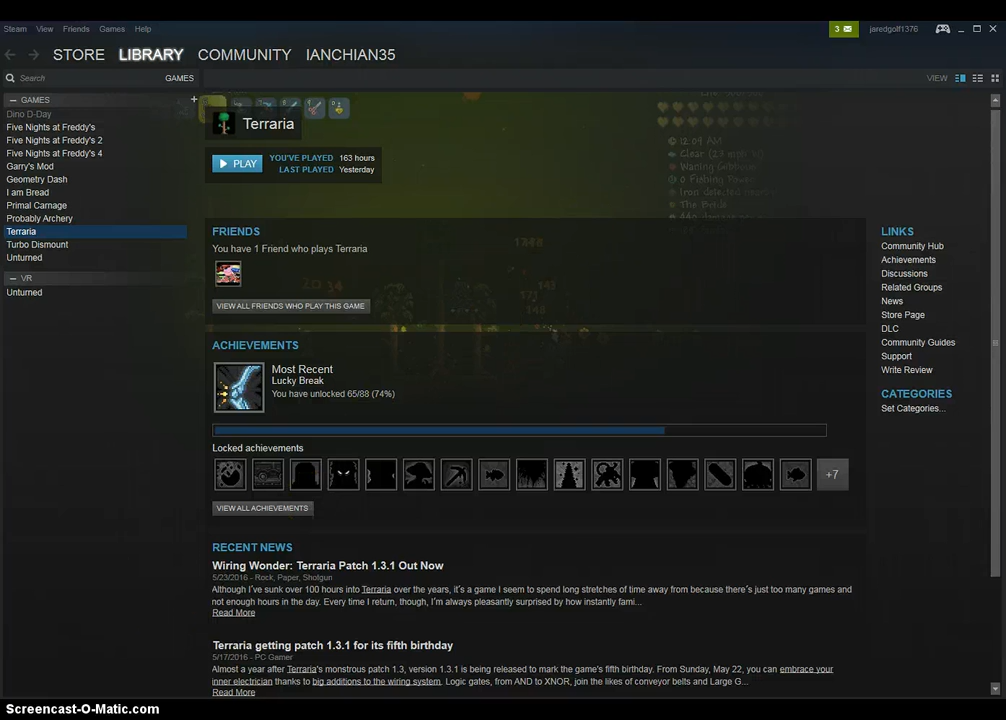 Steam View Friends Games Help
3 jaredgolf1376
STORE LIBRARY COMMUNITY IANCHIAN35
Search GAMES VIEW
GAMES
Dino D-Day
Five Nights at Freddy's
Five Nights at Freddy's 2
Five Nights at Freddy's 4
Garry's Mod
Geometry Dash
I am Bread
Primal Carnage
Probably Archery
Terraria
Turbo Dismount
Unturned
VR
Unturned
Terraria
PLAY
YOU'VE PLAYED 163 hours
LAST PLAYED Yesterday
12:04 AM
Waning Gibbous
0 Fishing Power
FRIENDS
You have 1 Friend who plays Terraria
VIEW ALL FRIENDS WHO PLAY THIS GAME
ACHIEVEMENTS
Most Recent
Lucky Break
You have unlocked 65/88 (74%)
Locked achievements
+7
VIEW ALL ACHIEVEMENTS
RECENT NEWS
Wiring Wonder: Terraria Patch 1.3.1 Out Now
5/23/2016 - Rock, Paper, Shotgun
Although I've sunk over 100 hours into Terraria over the years, it's a game I seem to spend long stretches of time away from because there's just too many games and
not enough hours in the day. Every time I return, though, I'm always pleasantly surprised by how instantly fami...
Read More
Terraria getting patch 1.3.1 for its fifth birthday
5/17/2016 - PC Gamer
Almost a year after Terraria's monstrous patch 1.3, version 1.3.1 is being released to mark the game's fifth birthday. From Sunday, May 22, you can embrace your
inner electrician thanks to big additions to the wiring system. Logic gates, from AND to XNOR, join the likes of conveyor belts and Large G...
Read More
LINKS
Community Hub
Achievements
Discussions
Related Groups
News
Store Page
DLC
Community Guides
Support
Write Review
CATEGORIES
Set Categories...
Screencast-O-Matic.com